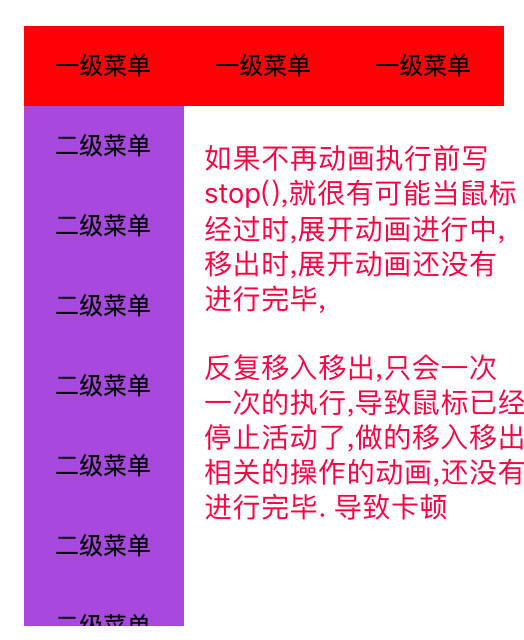 一级菜单 一级菜单 一级菜单
二级菜单
二级菜单
二级菜单
二级菜单
二级菜单
二级菜单
二级菜单
如果不再动画执行前写
stop(),就很有可能当鼠标
经过时,展开动画进行中,
移出时,展开动画还没有
进行完毕,
反复移入移出,只会一次
一次的执行,导致鼠标已经
停止活动了,做的移入移出
相关的操作的动画,还没有
进行完毕. 导致卡顿